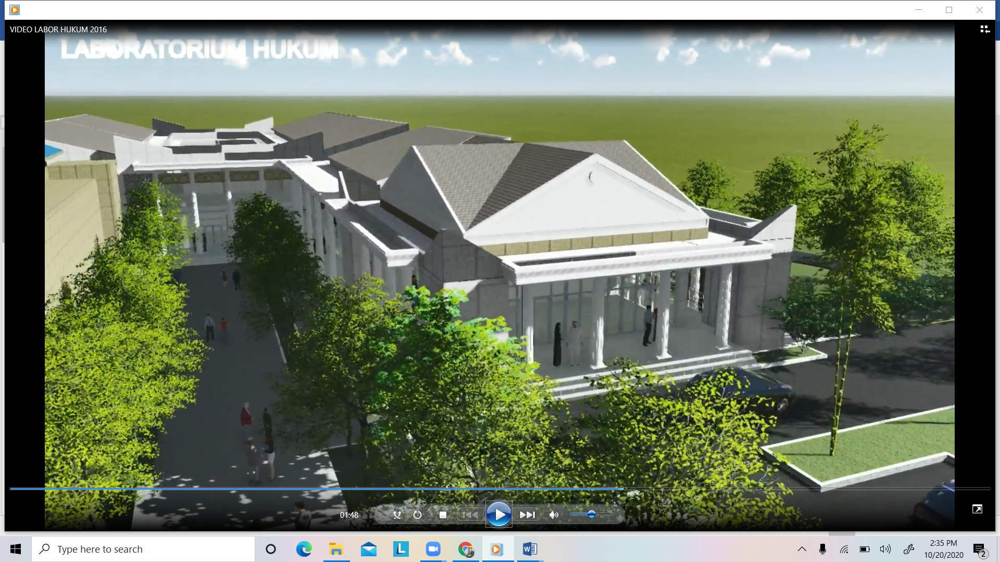 VIDEO LABOR HUKUM 2016
LABORATORIUM HUKUM
01:48
Type here to search
2:35 PM
10/20/2020
2